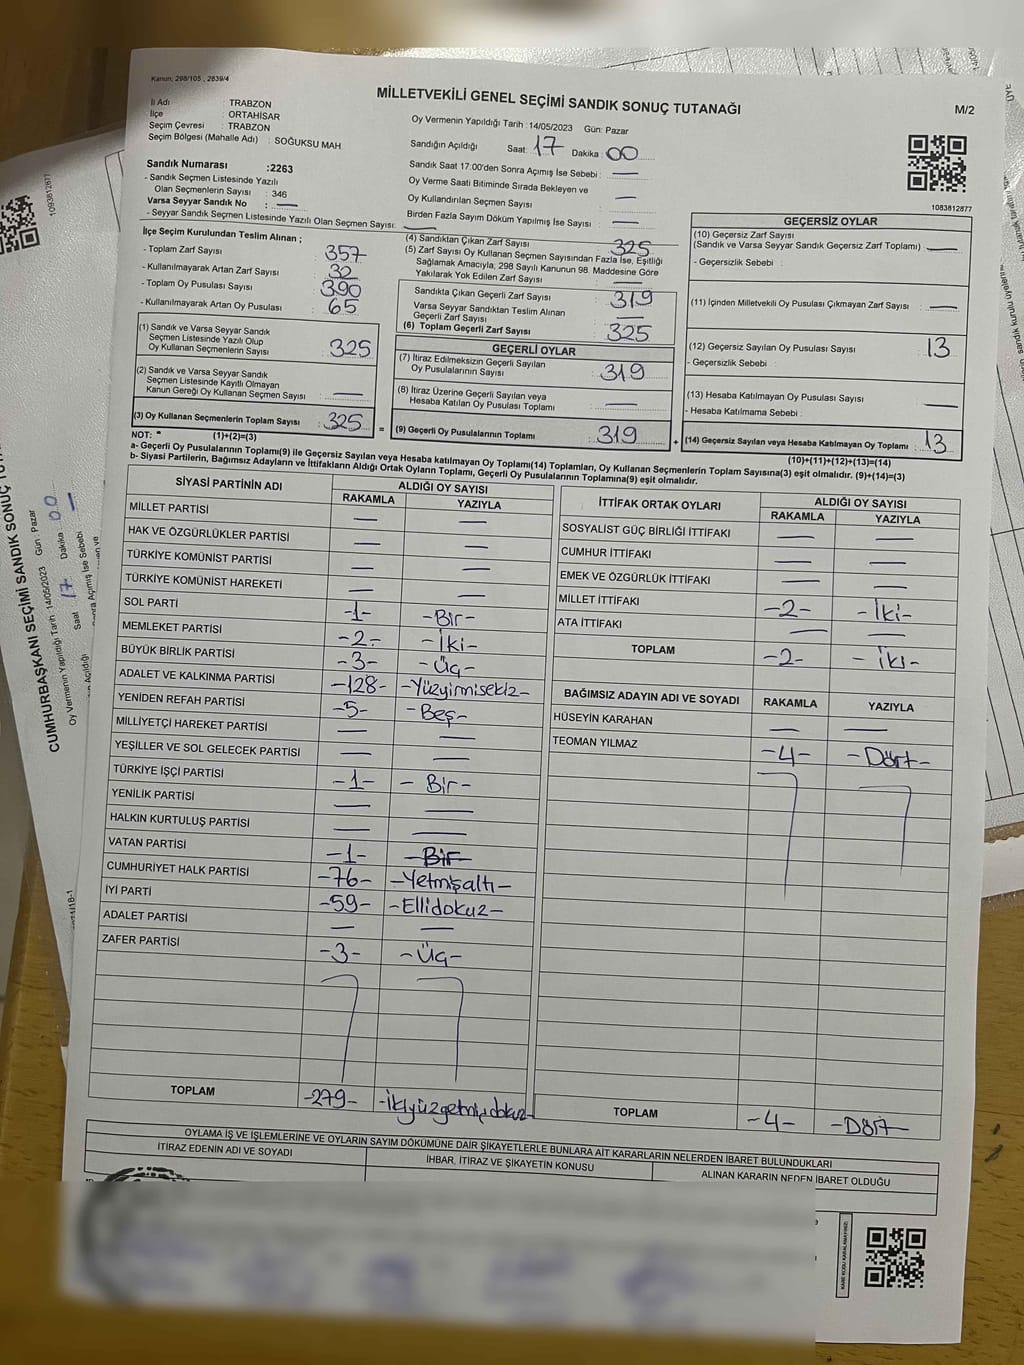 Kanun: 298/105 , 2839/4
MİLLETVEKİLİ GENEL SEÇİMİ SANDIK SONUÇ TUTANAĞI
M/2
İl Adı : TRABZON
İlçe : ORTAHİSAR
Seçim Çevresi : TRABZON
Seçim Bölgesi (Mahalle Adı) : SOĞUKSU MAH.
Sandık Numarası :2263
- Sandık Seçmen Listesinde Yazılı
Olan Seçmenlerin Sayısı : 346
Varsa Seyyar Sandık No : —
- Seyyar Sandık Seçmen Listesinde Yazılı Olan Seçmen Sayısı: —
Oy Vermenin Yapıldığı Tarih : 14/05/2023 Gün: Pazar
Sandığın Açıldığı Saat: 17 Dakika : 00
Sandık Saat 17:00'den Sonra Açımış İse Sebebi : —
Oy Verme Saati Bitiminde Sırada Bekleyen ve
Oy Kullandırılan Seçmen Sayısı : —
Birden Fazla Sayım Döküm Yapılmış İse Sayısı : —
1083812877
İlçe Seçim Kurulundan Teslim Alınan ;
- Toplam Zarf Sayısı : 357
- Kullanılmayarak Artan Zarf Sayısı : 32
- Toplam Oy Pusulası Sayısı : 390
- Kullanılmayarak Artan Oy Pusulası : 65
(1) Sandık ve Varsa Seyyar Sandık
Seçmen Listesinde Yazılı Olup
Oy Kullanan Seçmenlerin Sayısı : 325
(2) Sandık ve Varsa Seyyar Sandık
Seçmen Listesinde Kayıtlı Olmayan
Kanun Gereği Oy Kullanan Seçmen Sayısı : —
(3) Oy Kullanan Seçmenlerin Toplam Sayısı : 325
(1)+(2)=(3)
(4) Sandıktan Çıkan Zarf Sayısı : 325
(5) Zarf Sayısı Oy Kullanan Seçmen Sayısından Fazla İse, Eşitliği
Sağlamak Amacıyla, 298 Sayılı Kanunun 98. Maddesine Göre
Yakılarak Yok Edilen Zarf Sayısı : —
Sandıkta Çıkan Geçerli Zarf Sayısı : 319
Varsa Seyyar Sandıktan Teslim Alınan
Geçerli Zarf Sayısı : —
(6) Toplam Geçerli Zarf Sayısı : 325
GEÇERLİ OYLAR
(7) İtiraz Edilmeksizin Geçerli Sayılan
Oy Pusulalarının Sayısı : 319
(8) İtiraz Üzerine Geçerli Sayılan veya
Hesaba Katılan Oy Pusulası Toplamı : —
= (9) Geçerli Oy Pusulalarının Toplamı : 319 +
GEÇERSİZ OYLAR
(10) Geçersiz Zarf Sayısı
(Sandık ve Varsa Seyyar Sandık Geçersiz Zarf Toplamı) : —
- Geçersizlik Sebebi :
(11) İçinden Milletvekili Oy Pusulası Çıkmayan Zarf Sayısı : —
(12) Geçersiz Sayılan Oy Pusulası Sayısı : 13
- Geçersizlik Sebebi :
(13) Hesaba Katılmayan Oy Pusulası Sayısı : —
- Hesaba Katılmama Sebebi :
(14) Geçersiz Sayılan veya Hesaba Katılmayan Oy Toplamı : 13
(10)+(11)+(12)+(13)=(14)
NOT:
a- Geçerli Oy Pusulalarının Toplamı(9) ile Geçersiz Sayılan veya Hesaba katılmayan Oy Toplamı(14) Toplamları, Oy Kullanan Seçmenlerin Toplam Sayısına(3) eşit olmalıdır. (9)+(14)=(3)
b- Siyasi Partilerin, Bağımsız Adayların ve İttifakların Aldığı Ortak Oyların Toplamı, Geçerli Oy Pusulalarının Toplamına(9) eşit olmalıdır.
SİYASİ PARTİNİN ADI ALDIĞI OY SAYISI
RAKAMLA YAZIYLA
MİLLET PARTİSİ — —
HAK VE ÖZGÜRLÜKLER PARTİSİ — —
TÜRKİYE KOMÜNİST PARTİSİ — —
TÜRKİYE KOMÜNİST HAREKETİ — —
SOL PARTİ -1- -Bir-
MEMLEKET PARTİSİ -2- -İki-
BÜYÜK BİRLİK PARTİSİ -3- -Üç-
ADALET VE KALKINMA PARTİSİ -128- -Yüzyirmisekiz-
YENİDEN REFAH PARTİSİ -5- -Beş-
MİLLİYETÇİ HAREKET PARTİSİ — —
YEŞİLLER VE SOL GELECEK PARTİSİ — —
TÜRKİYE İŞÇİ PARTİSİ -1- -Bir-
YENİLİK PARTİSİ — —
HALKIN KURTULUŞ PARTİSİ — —
VATAN PARTİSİ -1- -Bir-
CUMHURİYET HALK PARTİSİ -76- -Yetmişaltı-
İYİ PARTİ -59- -Ellidokuz-
ADALET PARTİSİ — —
ZAFER PARTİSİ -3- -Üç-
TOPLAM -279- -İkiyüzyetmişdokuz-
İTTİFAK ORTAK OYLARI ALDIĞI OY SAYISI
RAKAMLA YAZIYLA
SOSYALİST GÜÇ BİRLİĞİ İTTİFAKI — —
CUMHUR İTTİFAKI — —
EMEK VE ÖZGÜRLÜK İTTİFAKI — —
MİLLET İTTİFAKI -2- -İki-
ATA İTTİFAKI — —
TOPLAM -2- -İki-
BAĞIMSIZ ADAYIN ADI VE SOYADI RAKAMLA YAZIYLA
HÜSEYİN KARAHAN — —
TEOMAN YILMAZ -4- -Dört-
TOPLAM -4- -Dört-
OYLAMA İŞ VE İŞLEMLERİNE VE OYLARIN SAYIM DÖKÜMÜNE DAİR ŞİKAYETLERLE BUNLARA AİT KARARLARIN NELERDEN İBARET BULUNDUKLARI
İTİRAZ EDENİN ADI VE SOYADI İHBAR, İTİRAZ VE ŞİKAYETİN KONUSU ALINAN KARARIN NEDEN İBARET OLDUĞU
KARE KODU KARALAMAYINIZ!
CUMHURBAŞKANI SEÇİMİ SANDIK SONUÇ
Oy Vermenin Yapıldığı Tarih 14/05/2023 Gün: Pazar
Saat : 17 Dakika : 00
1093812877